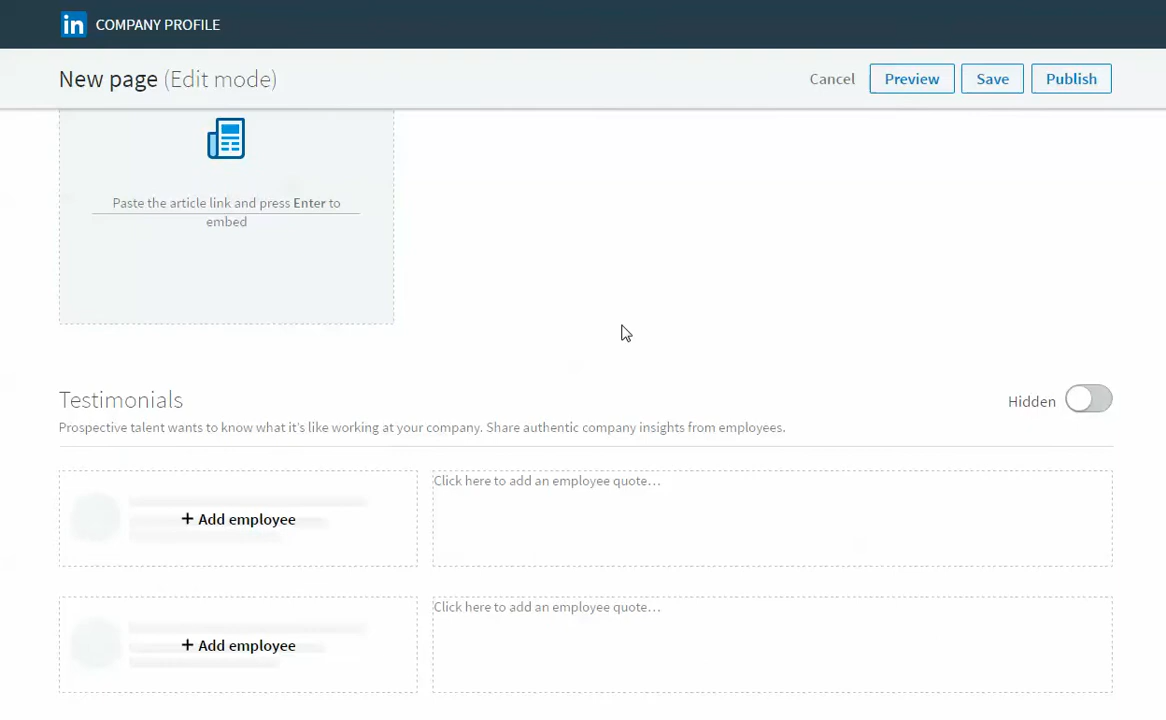 in COMPANY PROFILE
New page (Edit mode) Cancel Preview Save Publish
Paste the article link and press Enter to
embed
Testimonials Hidden
Prospective talent wants to know what it's like working at your company. Share authentic company insights from employees.
+ Add employee Click here to add an employee quote...
+ Add employee Click here to add an employee quote...